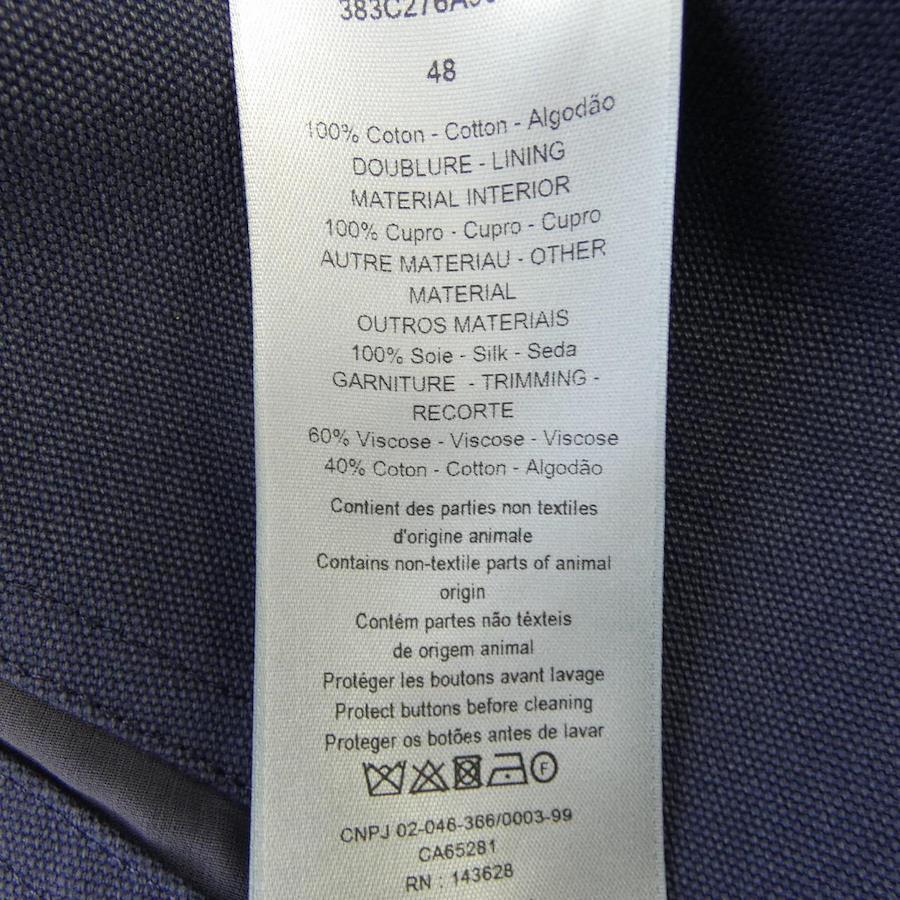 48
100% Coton - Cotton - Algodão
DOUBLURE - LINING
MATERIAL INTERIOR
100% Cupro - Cupro - Cupro
AUTRE MATERIAU - OTHER
MATERIAL
OUTROS MATERIAIS
100% Soie - Silk - Seda
GARNITURE - TRIMMING -
RECORTE
60% Viscose - Viscose - Viscose
40% Coton - Cotton - Algodão
Contient des parties non textiles
d'origine animale
Contains non-textile parts of animal
origin
Contém partes não têxteis
de origem animal
Protéger les boutons avant lavage
Protect buttons before cleaning
Proteger os botões antes de lavar
F
CNPJ 02-046-366/0003-99
CA65281
RN : 143628